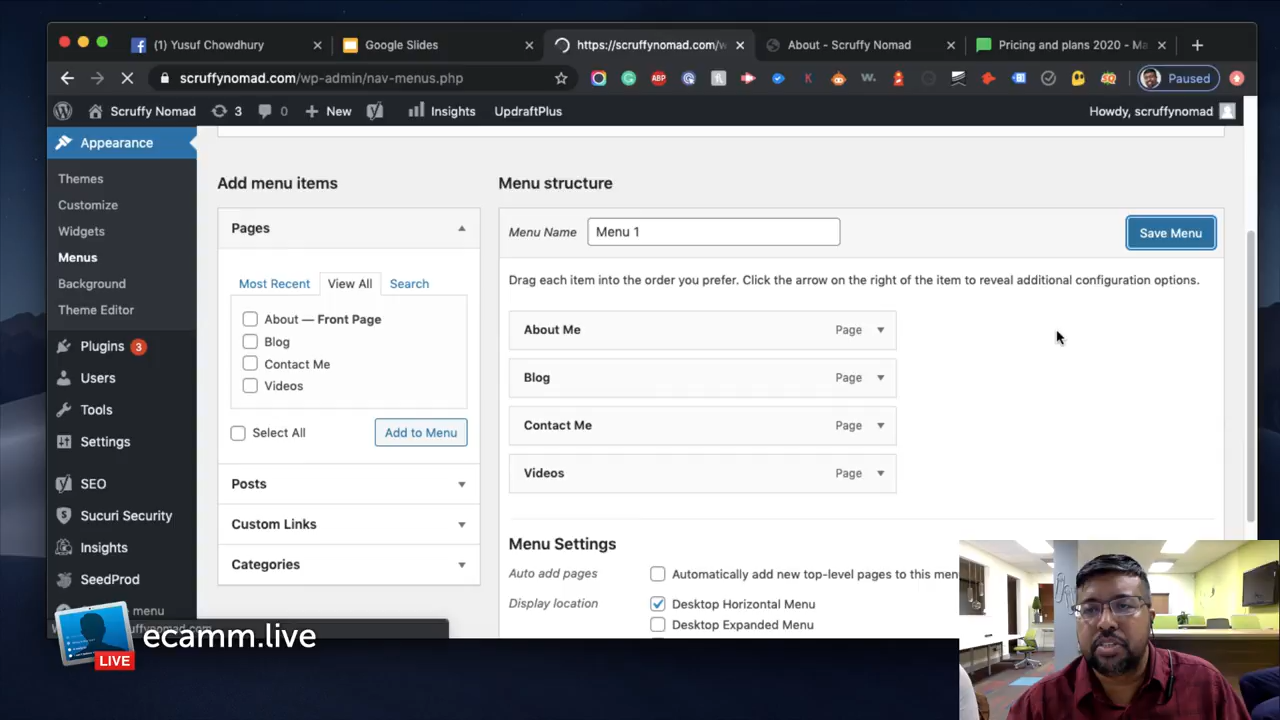 (1) Yusuf Chowdhury
Google Slides
https://scruffynomad.com/w
About - Scruffy Nomad
Pricing and plans 2020 - Ma
scruffynomad.com/wp-admin/nav-menus.php
ABP
Paused
Scruffy Nomad
3
0
New
Insights
UpdraftPlus
Howdy, scruffynomad
Appearance
Themes
Customize
Widgets
Menus
Background
Theme Editor
Plugins 3
Users
Tools
Settings
SEO
Sucuri Security
Insights
SeedProd
menu
Add menu items
Pages
Most Recent
View All
Search
About — Front Page
Blog
Contact Me
Videos
Select All
Add to Menu
Posts
Custom Links
Categories
Menu structure
Menu Name
Menu 1
Save Menu
Drag each item into the order you prefer. Click the arrow on the right of the item to reveal additional configuration options.
About Me Page
Blog Page
Contact Me Page
Videos Page
Menu Settings
Auto add pages
Automatically add new top-level pages to this men
Display location
Desktop Horizontal Menu
Desktop Expanded Menu
LIVE
ecamm.live